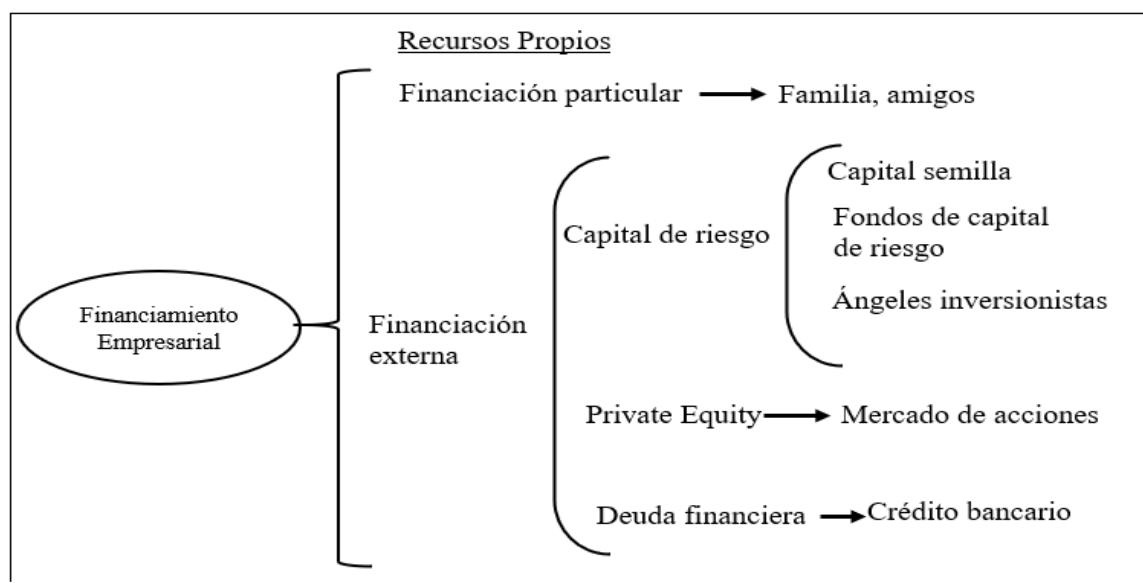 Recursos Propios
Financiación particular
Familia, amigos
Financiamiento
Empresarial
Financiación
externa
Capital de riesgo
Capital semilla
Fondos de capital
de riesgo
Ángeles inversionistas
Private Equity
Mercado de acciones
Deuda financiera
Crédito bancario